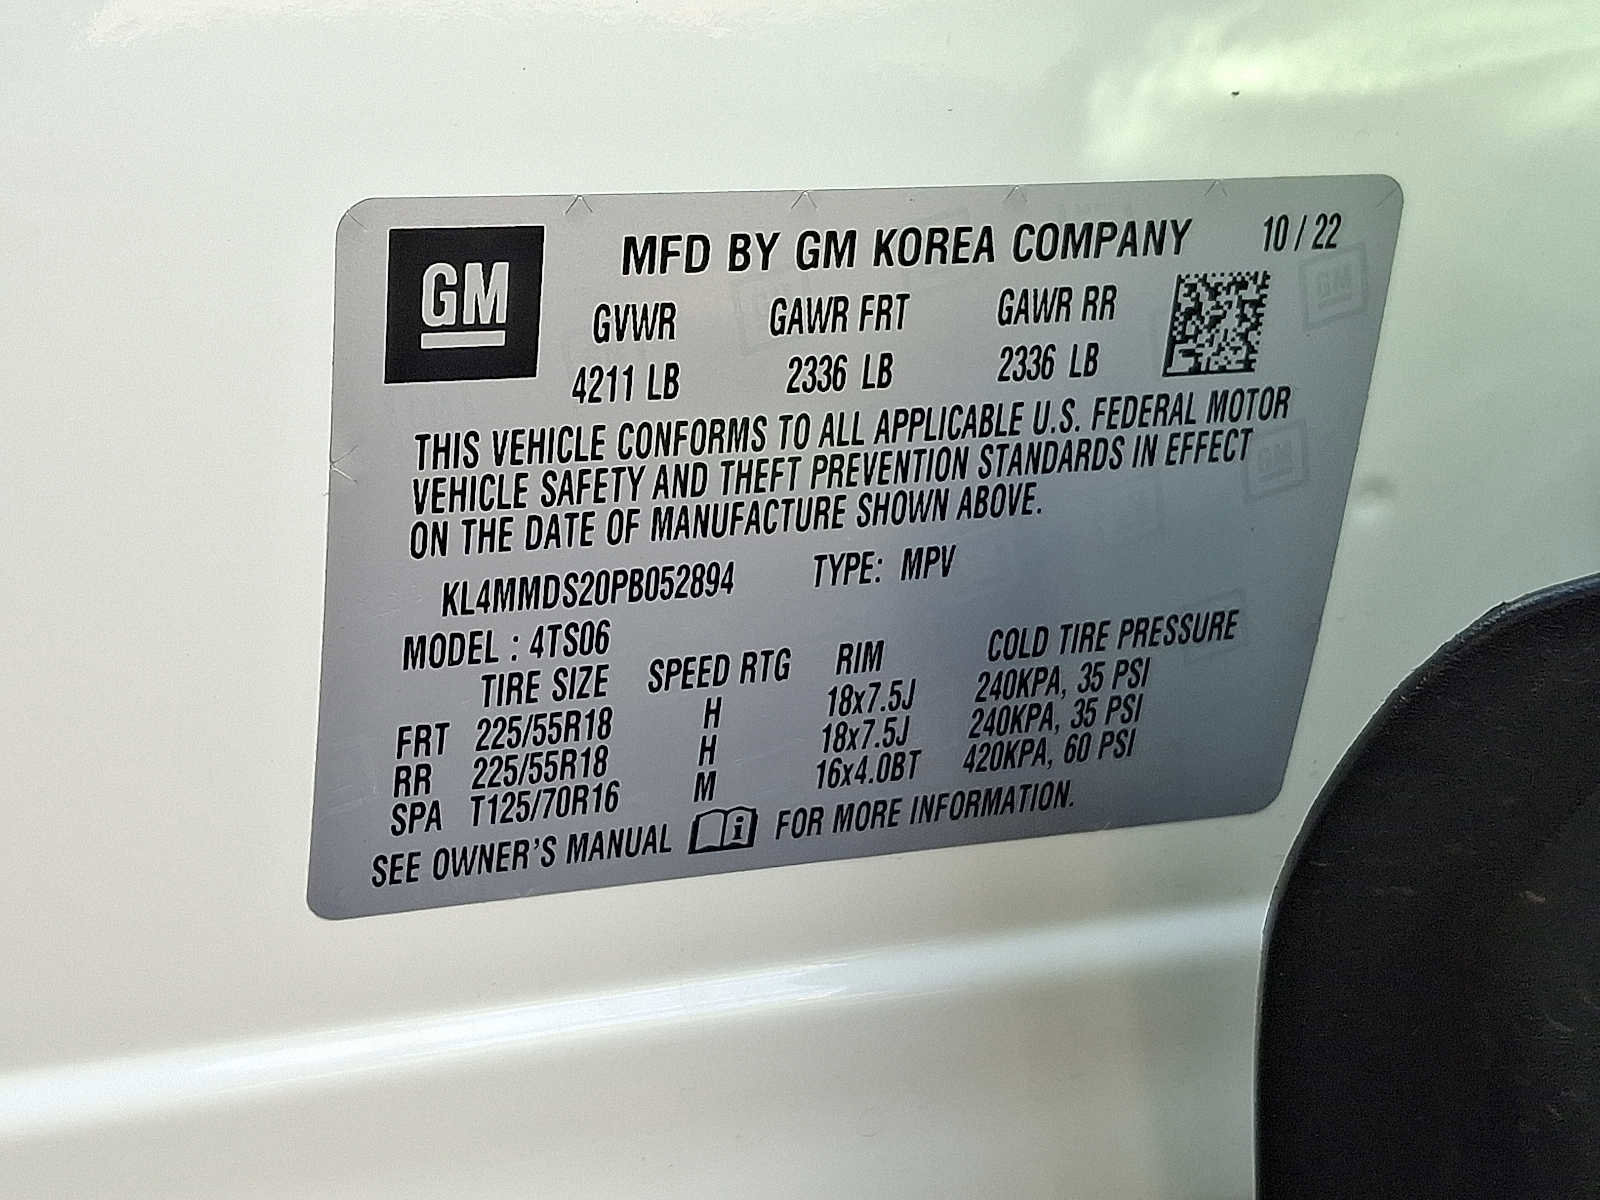 GM
MFD BY GM KOREA COMPANY 10 / 22
GVWR GAWR FRT GAWR RR
4211 LB 2336 LB 2336 LB
THIS VEHICLE CONFORMS TO ALL APPLICABLE U.S. FEDERAL MOTOR
VEHICLE SAFETY AND THEFT PREVENTION STANDARDS IN EFFECT
ON THE DATE OF MANUFACTURE SHOWN ABOVE.
KL4MMDS20PB052894 TYPE: MPV
MODEL : 4TS06
TIRE SIZE SPEED RTG RIM COLD TIRE PRESSURE
FRT 225/55R18 H 18x7.5J 240KPA, 35 PSI
RR 225/55R18 H 18x7.5J 240KPA, 35 PSI
SPA T125/70R16 M 16x4.0BT 420KPA, 60 PSI
SEE OWNER'S MANUAL i FOR MORE INFORMATION.